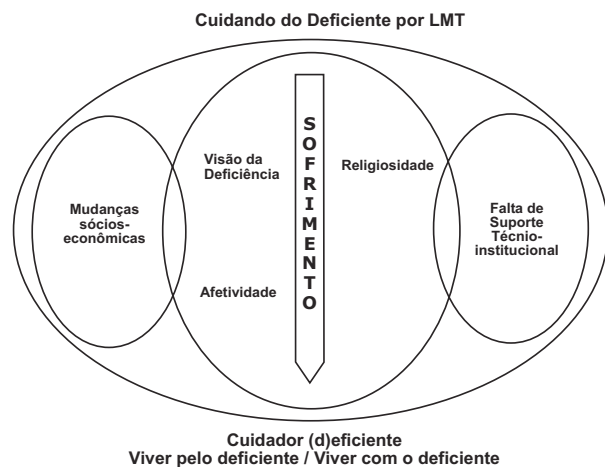 Cuidando do Deficiente por LMT
SOFRIMENTO
Visão da
Deficiência
Religiosidade
Mudanças
sócios-
econômicas
Falta de
Suporte
Técnio-
institucional
Afetividade
Cuidador (d)eficiente
Viver pelo deficiente / Viver com o deficiente